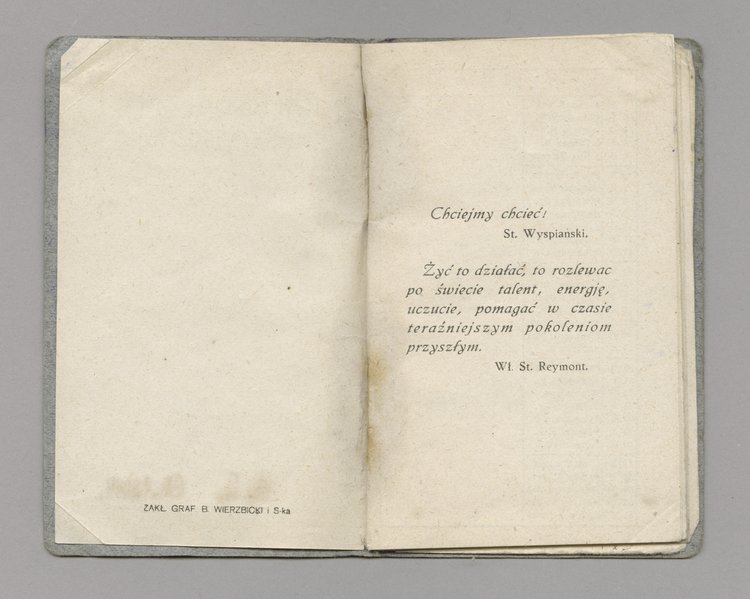 ZAKŁ. GRAF B. WIERZBICKI i S-ka
Chciejmy chcieć!
St. Wyspiański.
Żyć to działać, to rozlewac
po świecie talent, energję,
uczucie, pomagać w czasie
teraźniejszym pokoleniom
przyszłym.
Wł. St. Reymont.